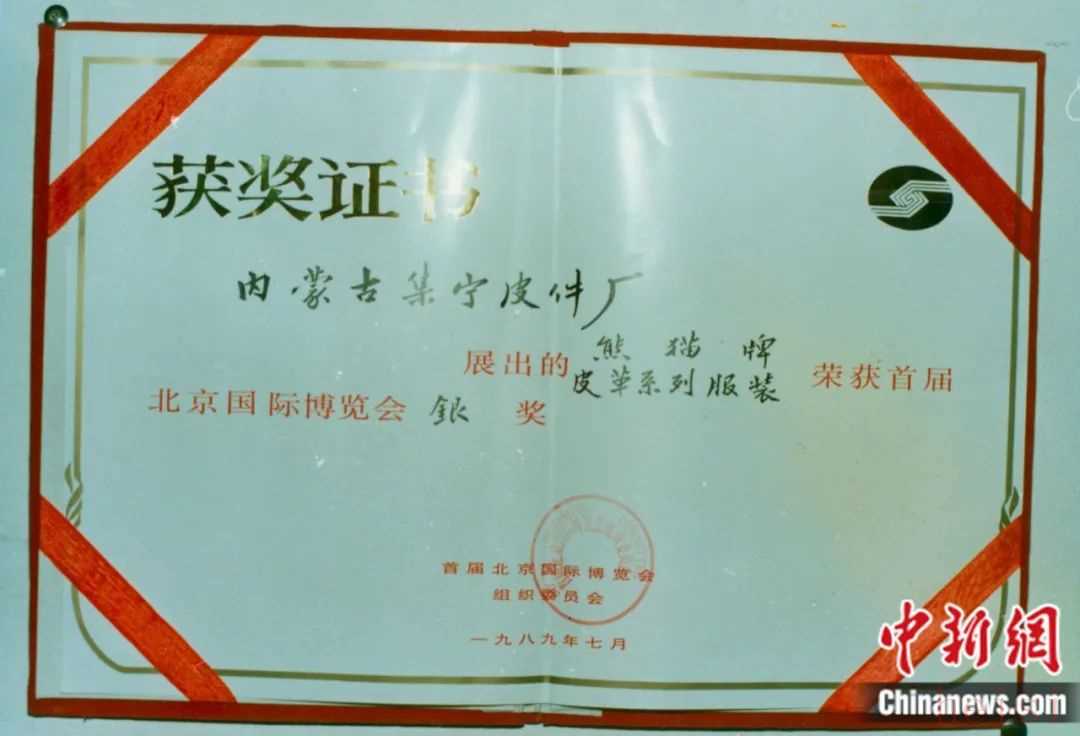 获奖证书
内蒙古集宁皮件厂
展出的 熊猫牌 荣获首届
皮革系列服装
北京国际博览会 银 奖
首届北京国际博览会
组织委员会
一九八九年七月
中新网
Chinanews.com